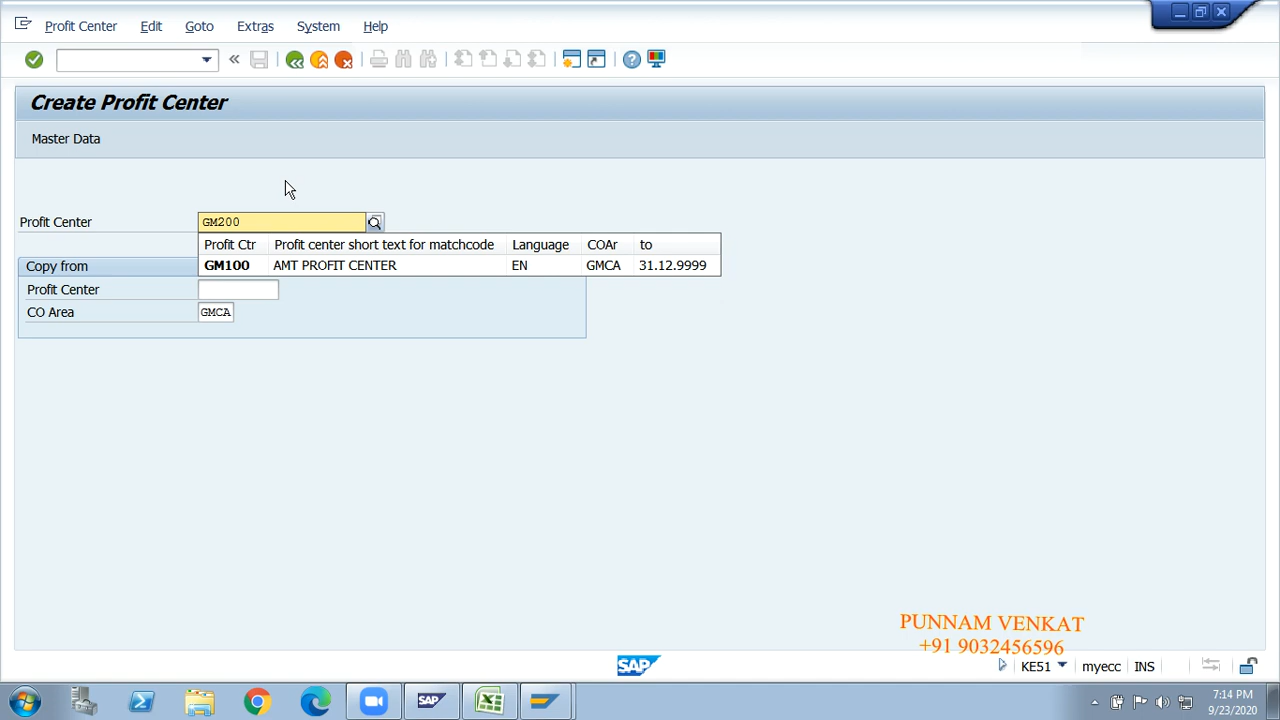 Profit Center Edit Goto Extras System Help
Create Profit Center
Master Data
Profit Center GM200
Profit Ctr Profit center short text for matchcode Language COAr to
GM100 AMT PROFIT CENTER EN GMCA 31.12.9999
Copy from
Profit Center
CO Area GMCA
PUNNAM VENKAT
+91 9032456596
SAP KE51 myecc INS
SAP
7:14 PM
9/23/2020